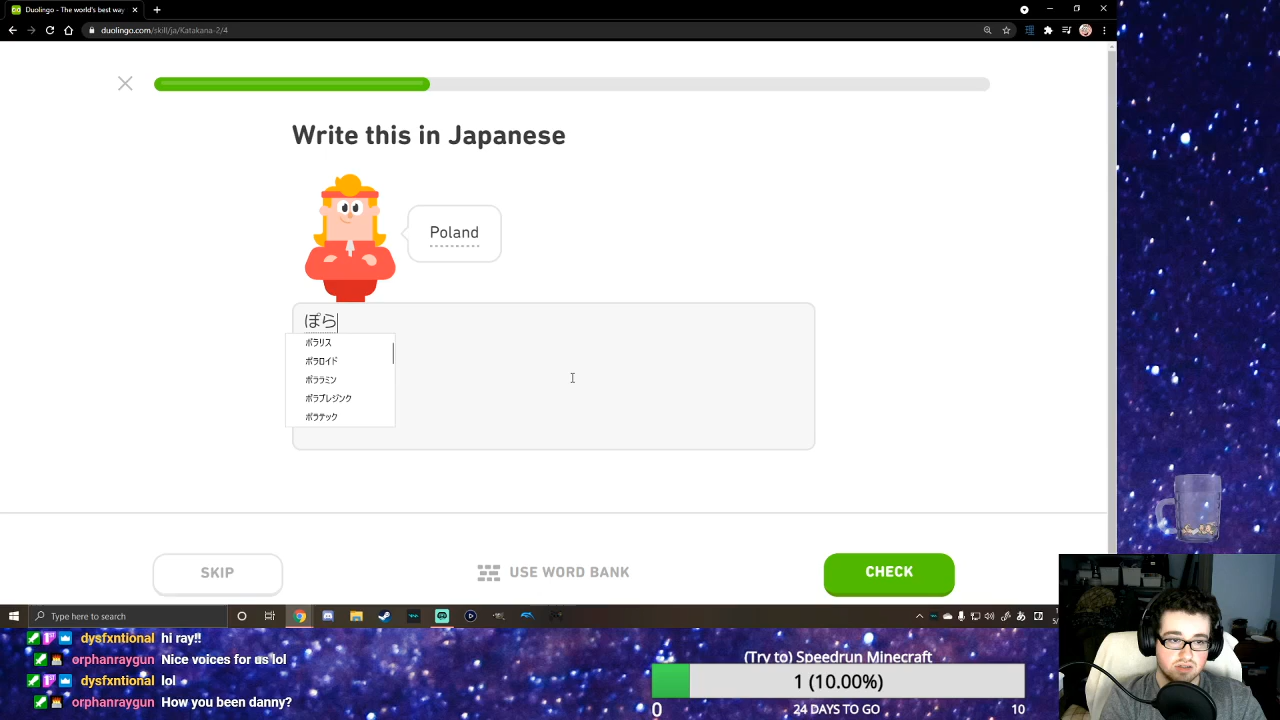 Duolingo - The world's best way
duolingo.com/skill/ja/Katakana-2/4
Write this in Japanese
Poland
ぽら
ポラリス
ポラロイド
ポララミン
ポラプレジンク
ポラテック
SKIP
USE WORD BANK
CHECK
Type here to search
dysfxntional hi ray!!
orphanraygun Nice voices for us lol
dysfxntional lol
orphanraygun How you been danny?
(Try to) Speedrun Minecraft
1 (10.00%)
0
24 DAYS TO GO
10